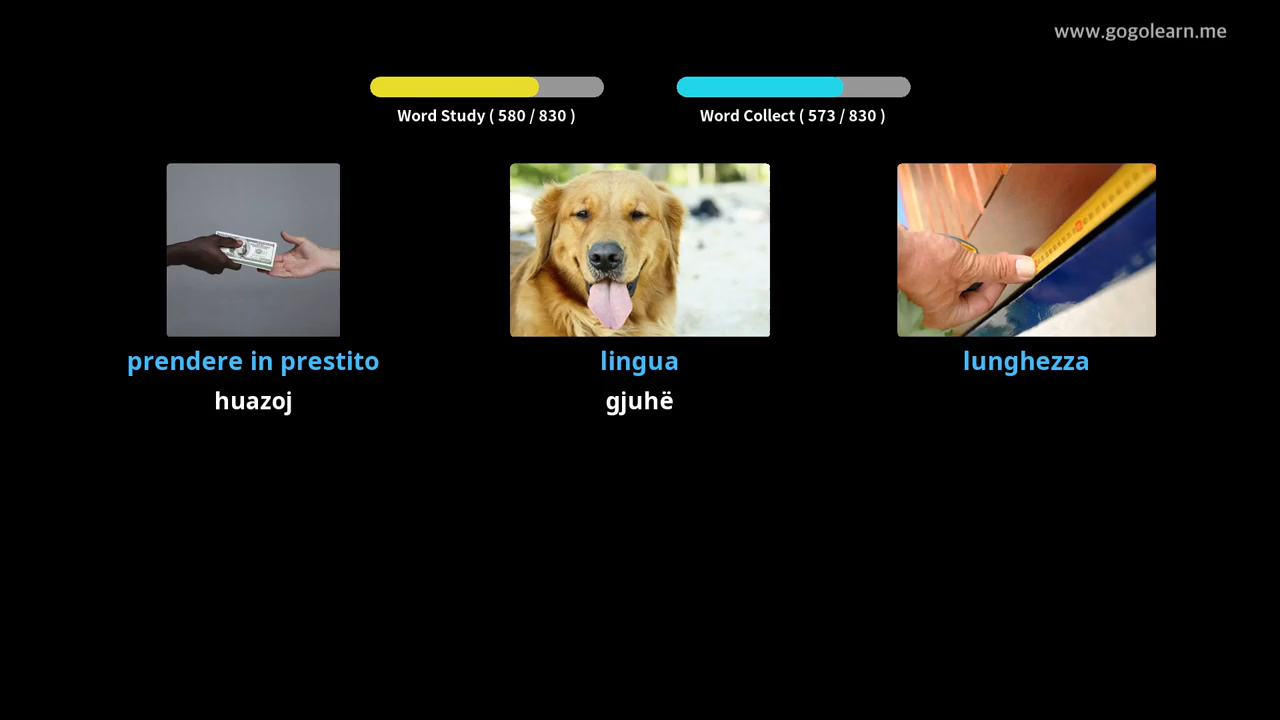 www.gogolearn.me
Word Study ( 580 / 830 )
Word Collect ( 573 / 830 )
prendere in prestito
huazoj
lingua
gjuhë
lunghezza